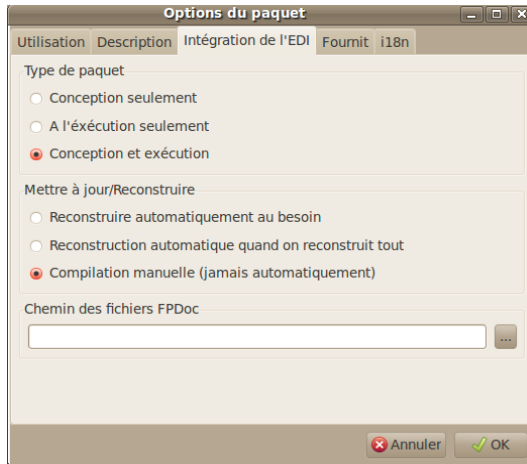 Options du paquet
Utilisation Description Intégration de l'EDI Fournit i18n
Type de paquet
Conception seulement
A l'éxécution seulement
Conception et exécution
Mettre à jour/Reconstruire
Reconstruire automatiquement au besoin
Reconstruction automatique quand on reconstruit tout
Compilation manuelle (jamais automatiquement)
Chemin des fichiers FPDoc
...
Annuler OK